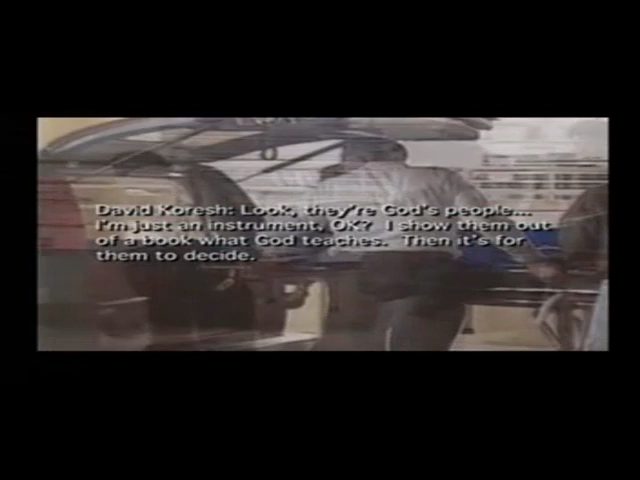 David Koresh: Look, they're God's people...
I'm just an instrument, OK?  I show them out
of a book what God teaches.  Then it's for
them to decide.